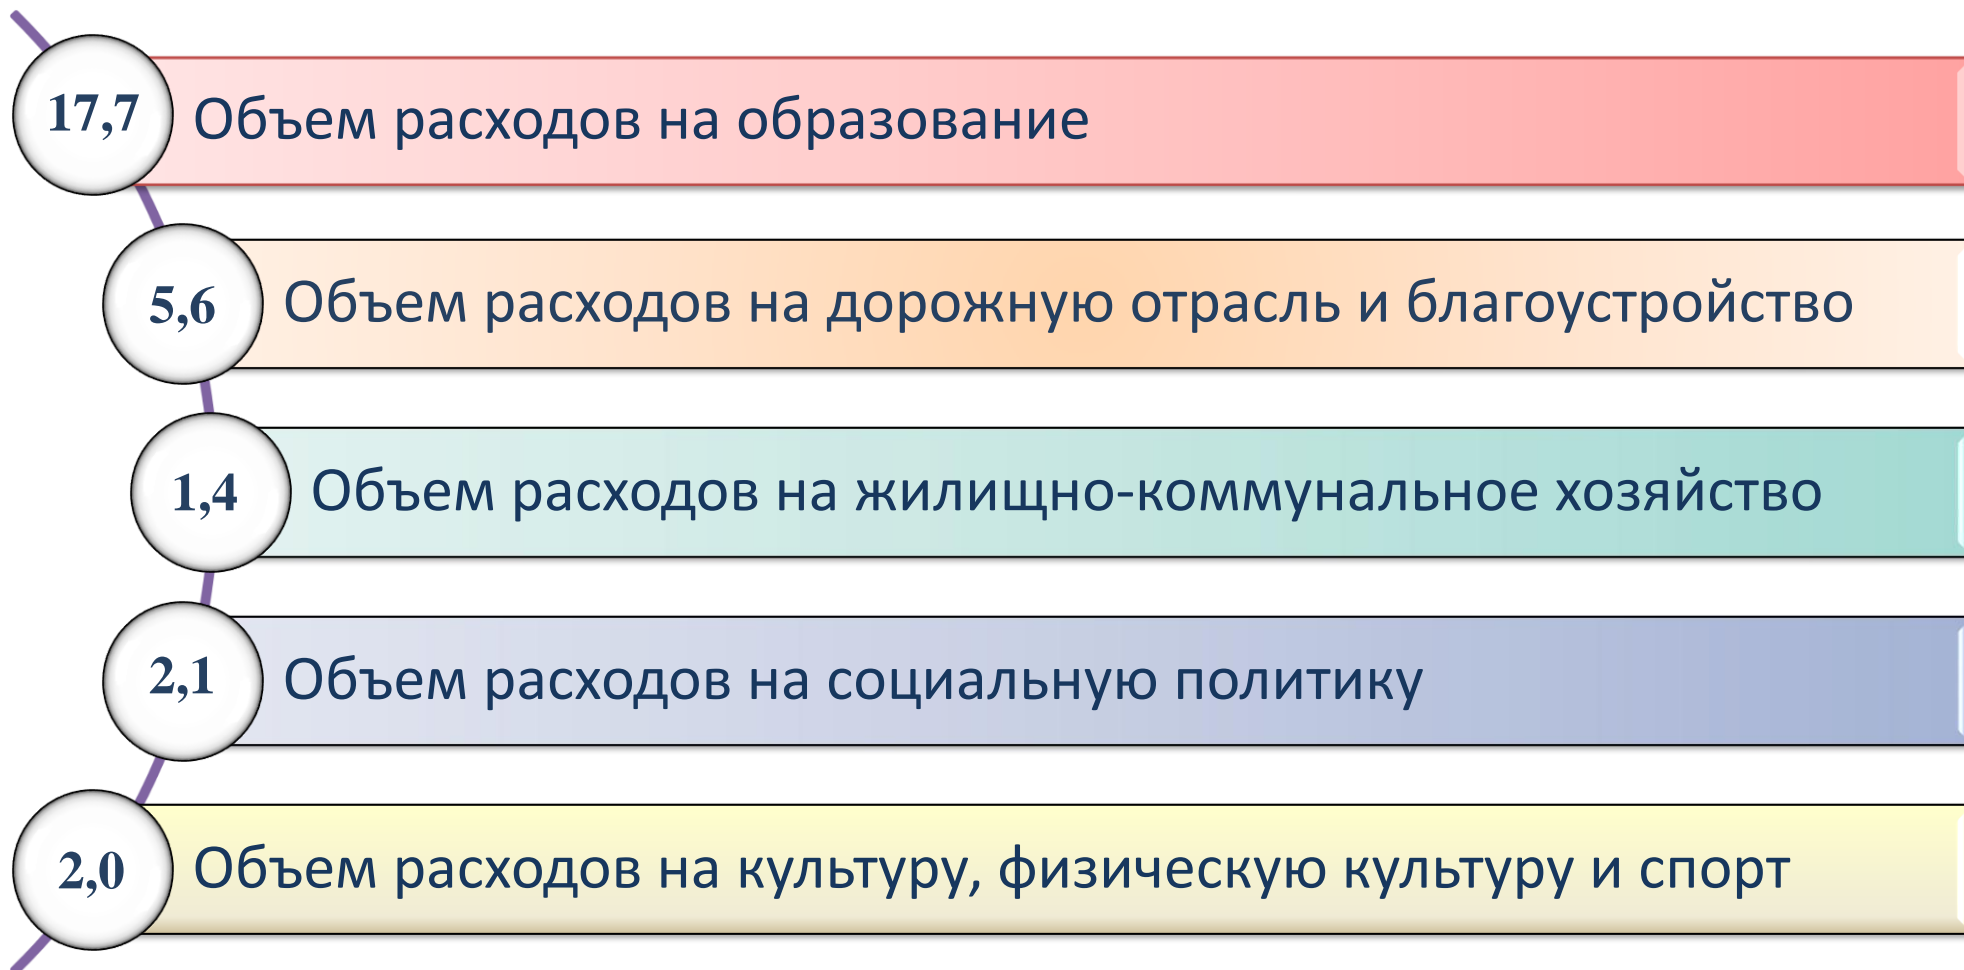 17,7 Объем расходов на образование
5,6 Объем расходов на дорожную отрасль и благоустройство
1,4 Объем расходов на жилищно-коммунальное хозяйство
2,1 Объем расходов на социальную политику
2,0 Объем расходов на культуру, физическую культуру и спорт